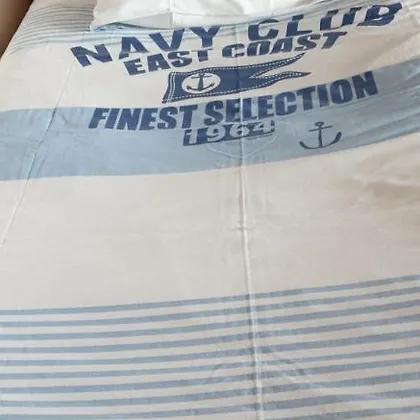 NAVY CLUB
EAST COAST
FINEST SELECTION
1964